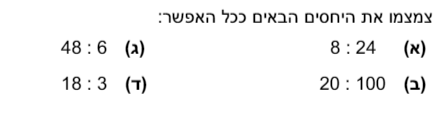 צמצמו את היחסים הבאים ככל האפשר:
(א) 8 : 24 (ג) 48 : 6
(ב) 20 : 100 (ד) 18 : 3